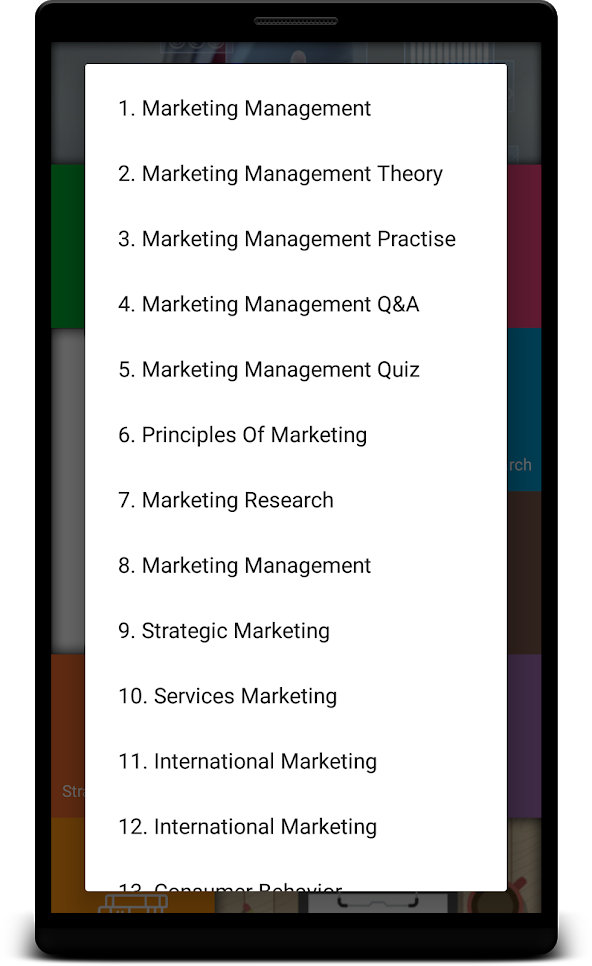 1. Marketing Management
2. Marketing Management Theory
3. Marketing Management Practise
4. Marketing Management Q&A
5. Marketing Management Quiz
6. Principles Of Marketing
rch
7. Marketing Research
8. Marketing Management
9. Strategic Marketing
10. Services Marketing
11. International Marketing
Stra
12. International Marketing
13. Consumer Behavior